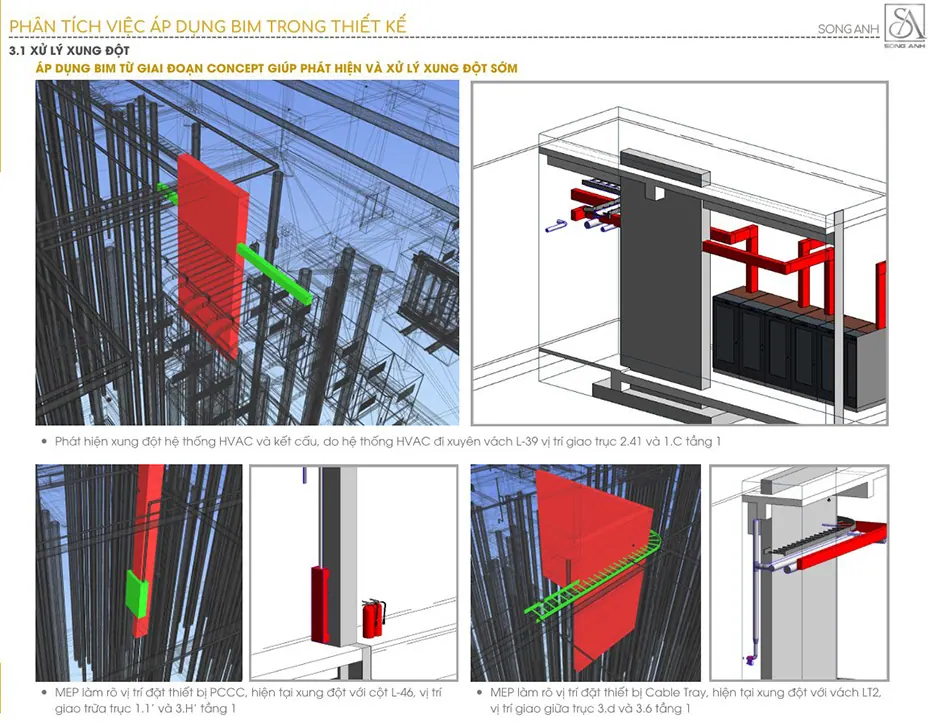 PHÂN TÍCH VIỆC ÁP DỤNG BIM TRONG THIẾT KẾ
SONG ANH
SONG ANH
3.1 XỬ LÝ XUNG ĐỘT
ÁP DỤNG BIM TỪ GIAI ĐOẠN CONCEPT GIÚP PHÁT HIỆN VÀ XỬ LÝ XUNG ĐỘT SỚM
• Phát hiện xung đột hệ thống HVAC và kết cấu, do hệ thống HVAC đi xuyên vách L-39 vị trí giao trục 2.41 và 1.C tầng 1
• MEP làm rõ vị trí đặt thiết bị PCCC, hiện tại xung đột với cột L-46, vị trí
giao trữa trục 1.1' và 3.H' tầng 1
• MEP làm rõ vị trí đặt thiết bị Cable Tray, hiện tại xung đột với vách LT2,
vị trí giao giữa trục 3.d và 3.6 tầng 1